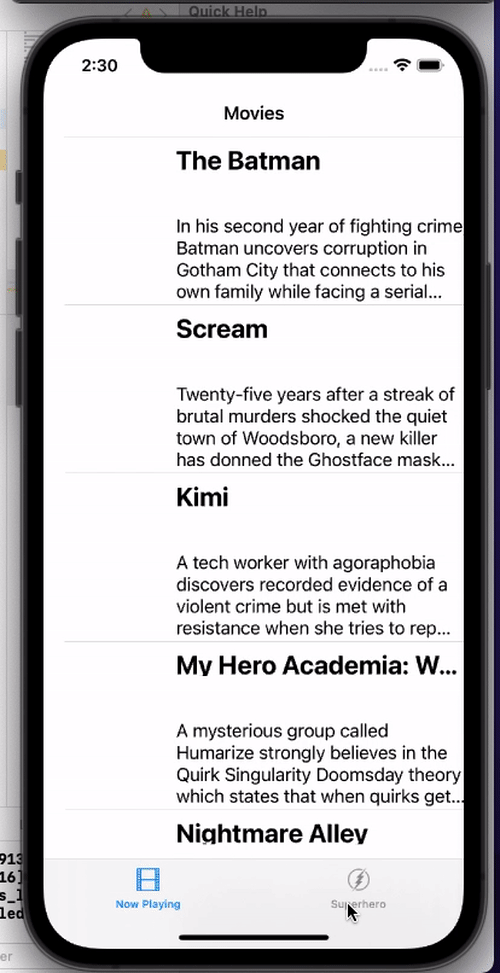 Quick Help
2:30
Movies
The Batman
In his second year of fighting crime
Batman uncovers corruption in
Gotham City that connects to his
own family while facing a serial...
Scream
Twenty-five years after a streak of
brutal murders shocked the quiet
town of Woodsboro, a new killer
has donned the Ghostface mask...
Kimi
A tech worker with agoraphobia
discovers recorded evidence of a
violent crime but is met with
resistance when she tries to rep...
My Hero Academia: W...
A mysterious group called
Humarize strongly believes in the
Quirk Singularity Doomsday theory
which states that when quirks get...
Nightmare Alley
913
16]
s_l
led
er
Now Playing
Superhero